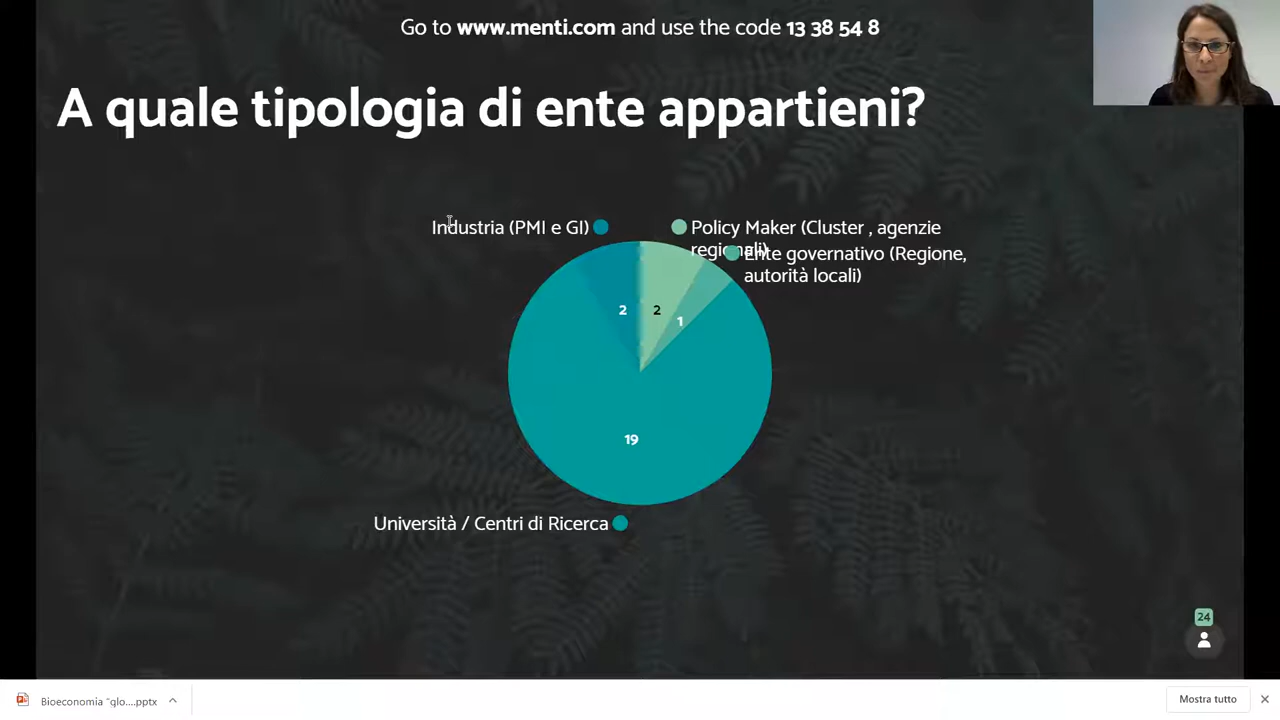 Go to www.menti.com and use the code 13 38 54 8
A quale tipologia di ente appartieni?
Industria (PMI e GI)
Policy Maker (Cluster , agenzie
regionali)
Ente governativo (Regione,
autorità locali)
2
2
1
19
Università / Centri di Ricerca
24
Bioeconomia "glo....pptx
Mostra tutto